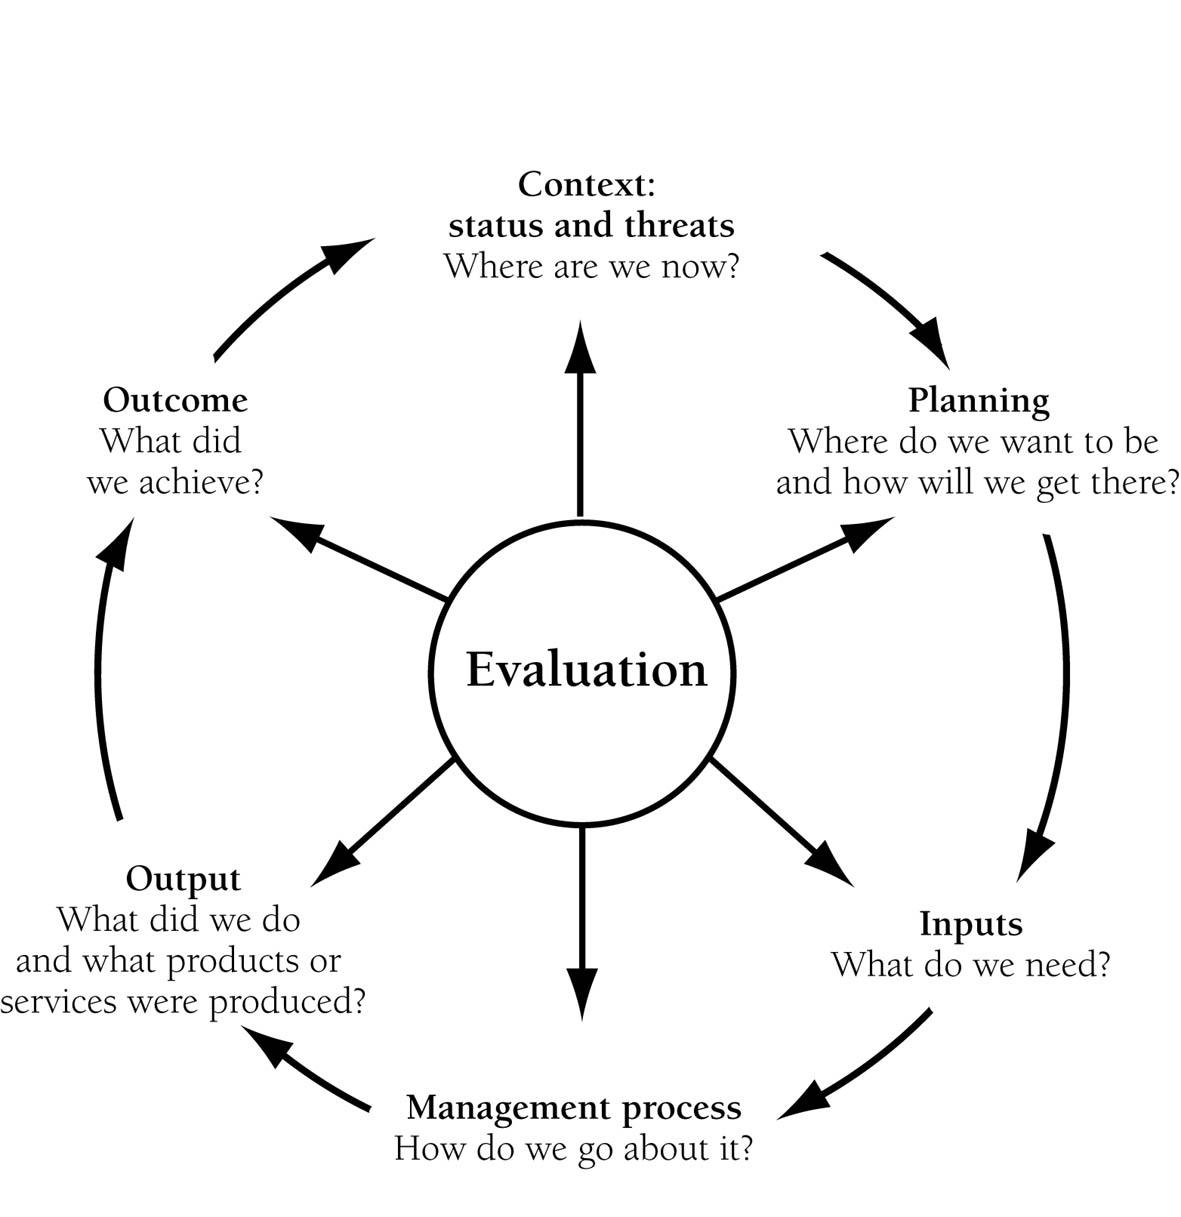 Context:
status and threats
Where are we now?
Outcome
What did
we achieve?
Planning
Where do we want to be
and how will we get there?
Evaluation
Output
What did we do
and what products or
services were produced?
Inputs
What do we need?
Management process
How do we go about it?